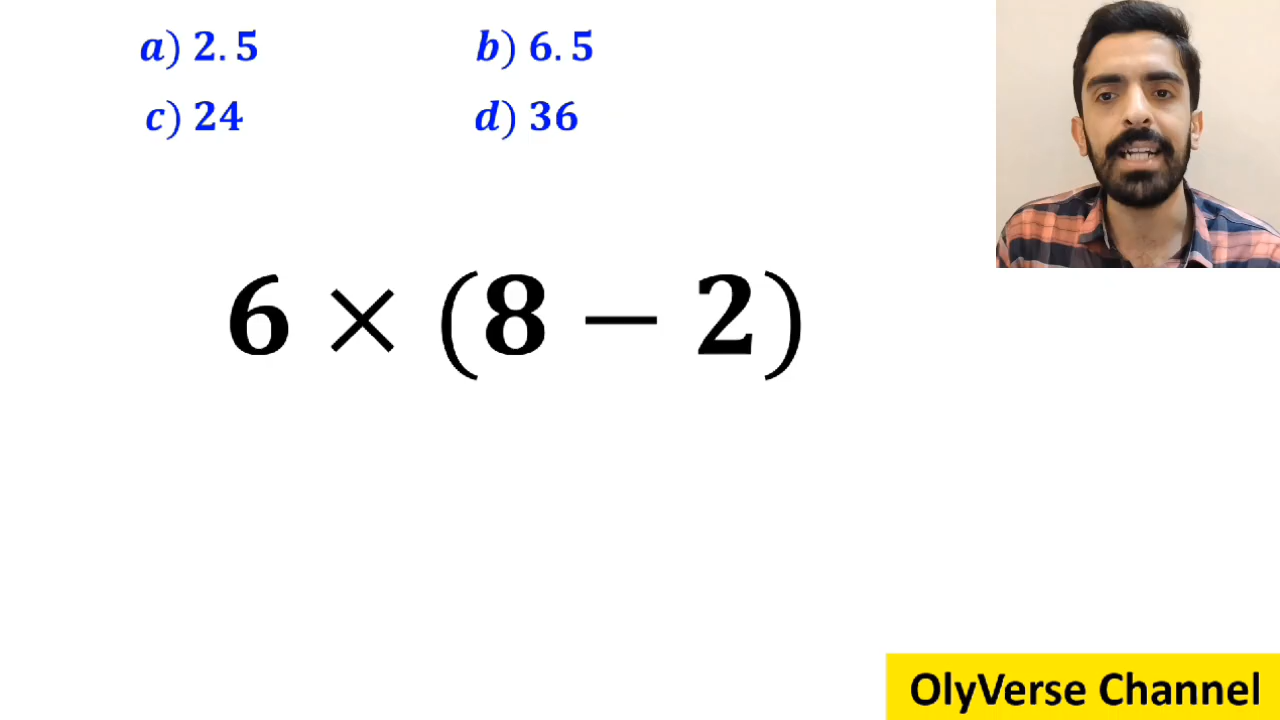 a) 2.5 b) 6.5
c) 24 d) 36
6 × (8 − 2)
OlyVerse Channel